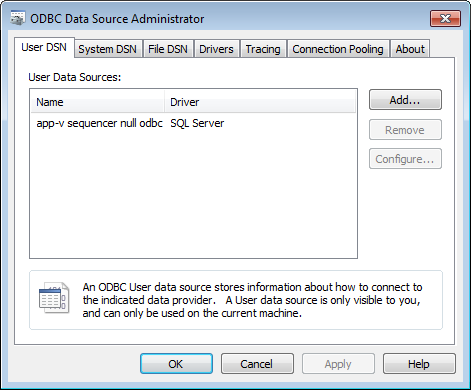 ODBC Data Source Administrator
User DSN System DSN File DSN Drivers Tracing Connection Pooling About
User Data Sources:
Name Driver
app-v sequencer null odbc SQL Server
Add...
Remove
Configure...
An ODBC User data source stores information about how to connect to
the indicated data provider. A User data source is only visible to you,
and can only be used on the current machine.
OK Cancel Apply Help